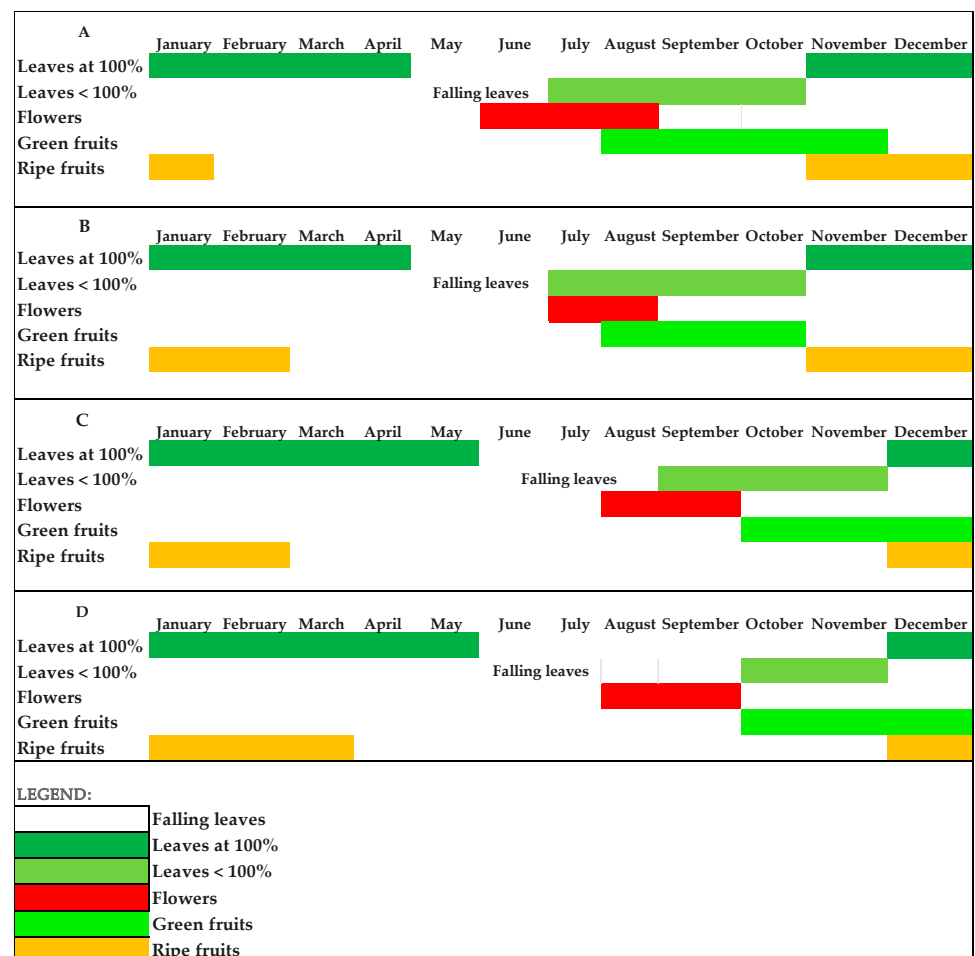 A
January February March April May June July August September October November December
Leaves at 100%
Leaves < 100% Falling leaves
Flowers
Green fruits
Ripe fruits
B
January February March April May June July August September October November December
Leaves at 100%
Leaves < 100% Falling leaves
Flowers
Green fruits
Ripe fruits
C
January February March April May June July August September October November December
Leaves at 100%
Leaves < 100% Falling leaves
Flowers
Green fruits
Ripe fruits
D
January February March April May June July August September October November December
Leaves at 100%
Leaves < 100% Falling leaves
Flowers
Green fruits
Ripe fruits
LEGEND:
Falling leaves
Leaves at 100%
Leaves < 100%
Flowers
Green fruits
Ripe fruits